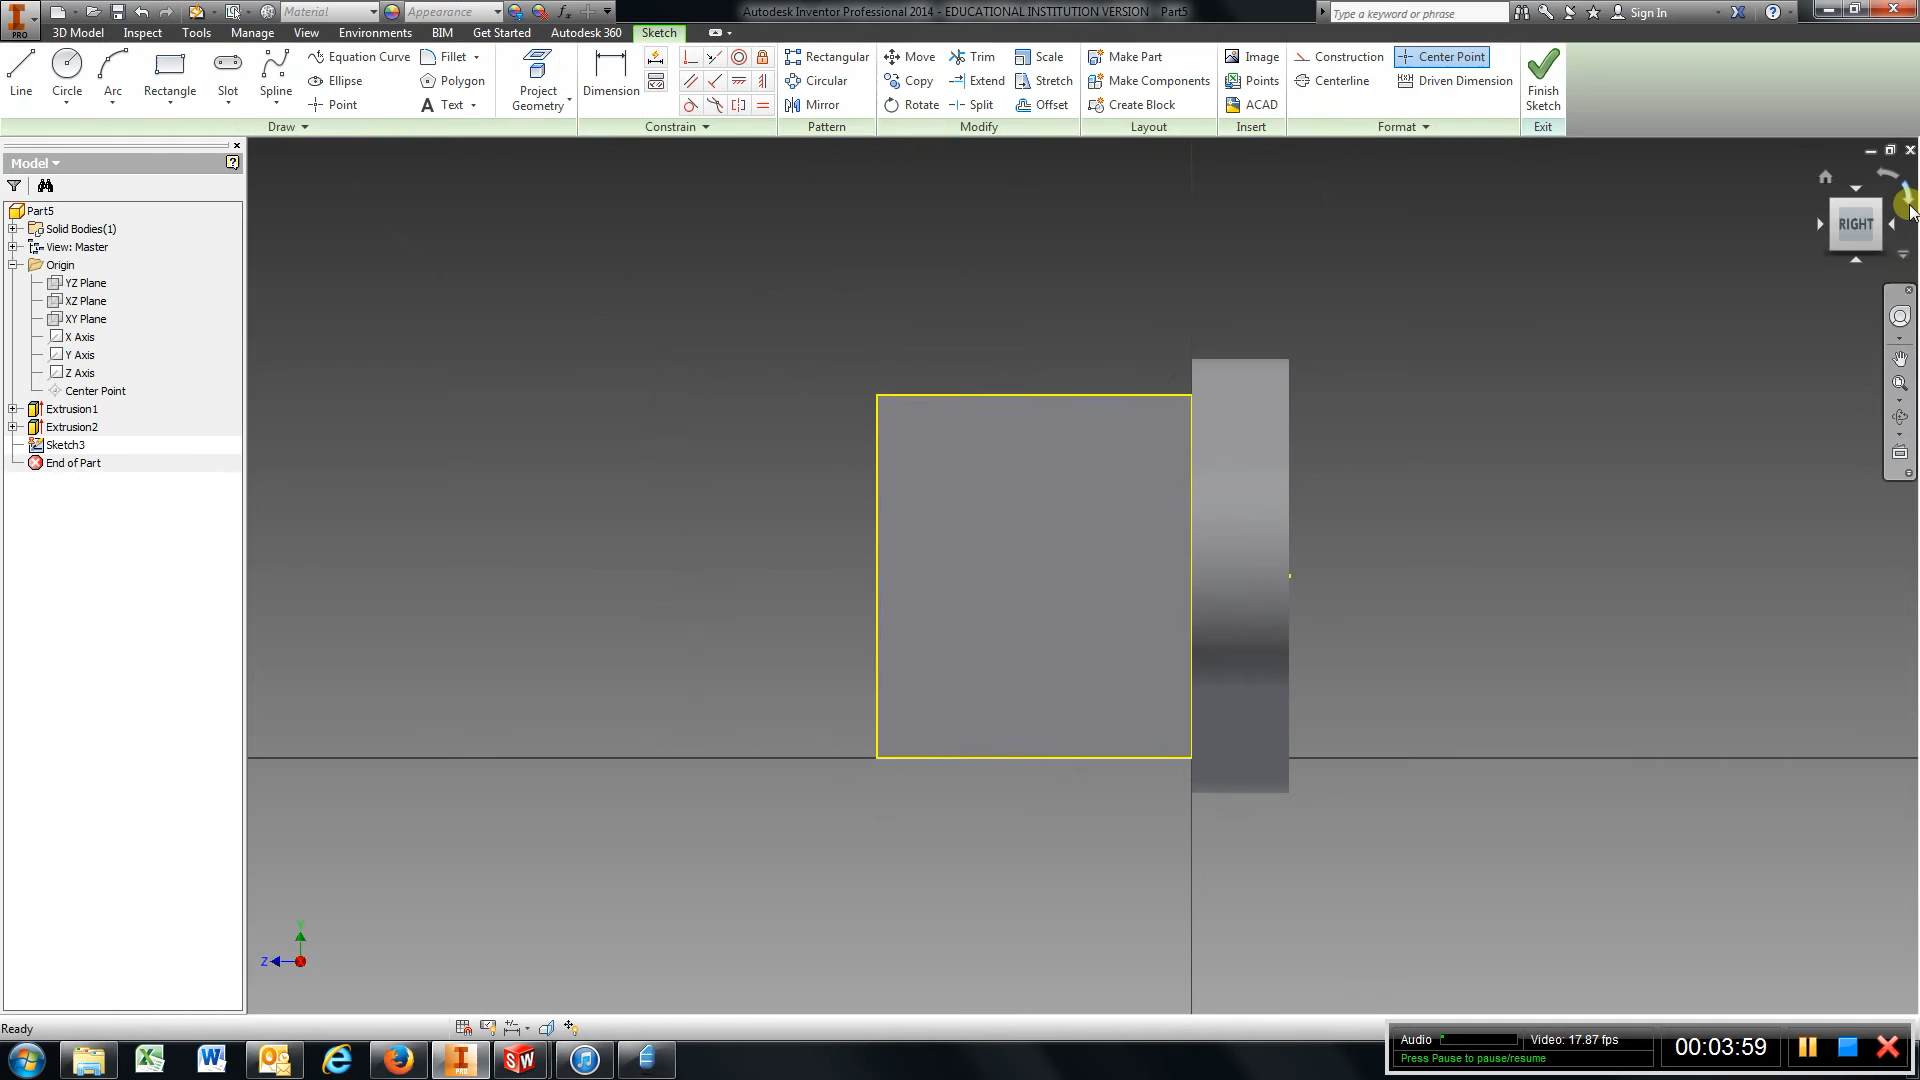 Material
Appearance
Autodesk Inventor Professional 2014 - EDUCATIONAL INSTITUTION VERSION Part5
Type a keyword or phrase
Sign In
PRO
3D Model Inspect Tools Manage View Environments BIM Get Started Autodesk 360 Sketch
Line Circle Arc Rectangle Slot Spline
Equation Curve Fillet
Ellipse Polygon
Point Text
Project Geometry
Dimension
Rectangular
Circular
Mirror
Move Trim Scale
Copy Extend Stretch
Rotate Split Offset
Make Part
Make Components
Create Block
Image
Points
ACAD
Construction Center Point
Centerline Driven Dimension
Finish Sketch
Draw Constrain Pattern Modify Layout Insert Format Exit
Model
Part5
Solid Bodies(1)
View: Master
Origin
YZ Plane
XZ Plane
XY Plane
X Axis
Y Axis
Z Axis
Center Point
Extrusion1
Extrusion2
Sketch3
End of Part
RIGHT
Y
Z
Ready
Audio Video: 17.87 fps
Press Pause to pause/resume
00:03:59